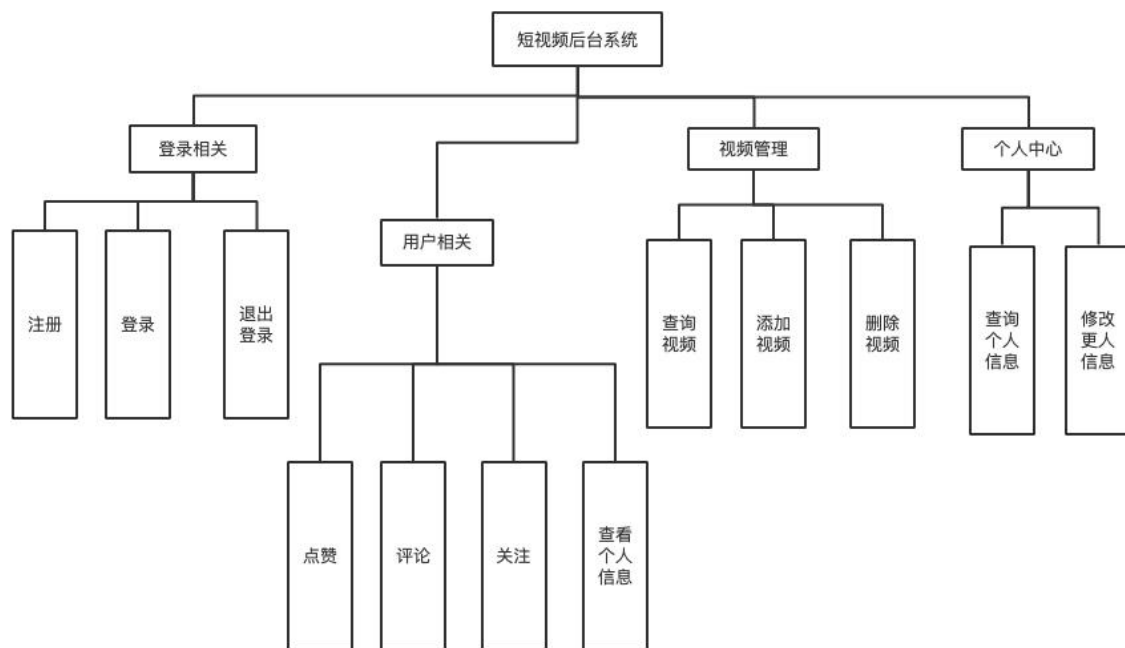 短视频后台系统
登录相关
视频管理
个人中心
用户相关
注册
登录
退出
登录
查询
视频
添加
视频
删除
视频
查询
个人
信息
修改
更人
信息
点赞
评论
关注
查看
个人
信息